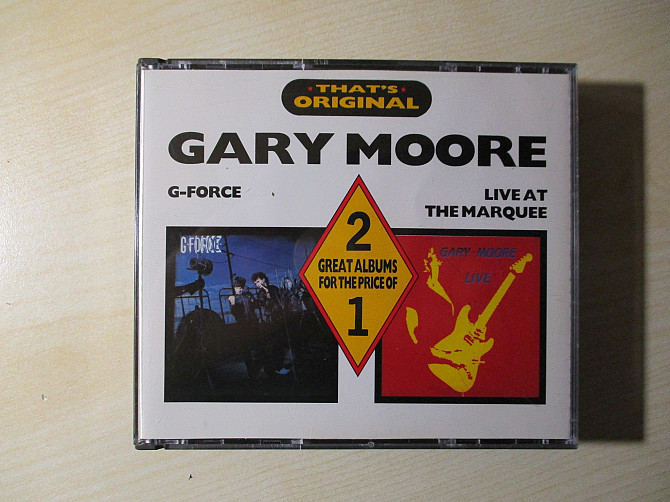 · THAT'S ·
ORIGINAL
GARY MOORE
G-FORCE
LIVE AT
THE MARQUEE
G·FORCE
2
GREAT ALBUMS
FOR THE PRICE OF
1
GARY MOORE
LIVE